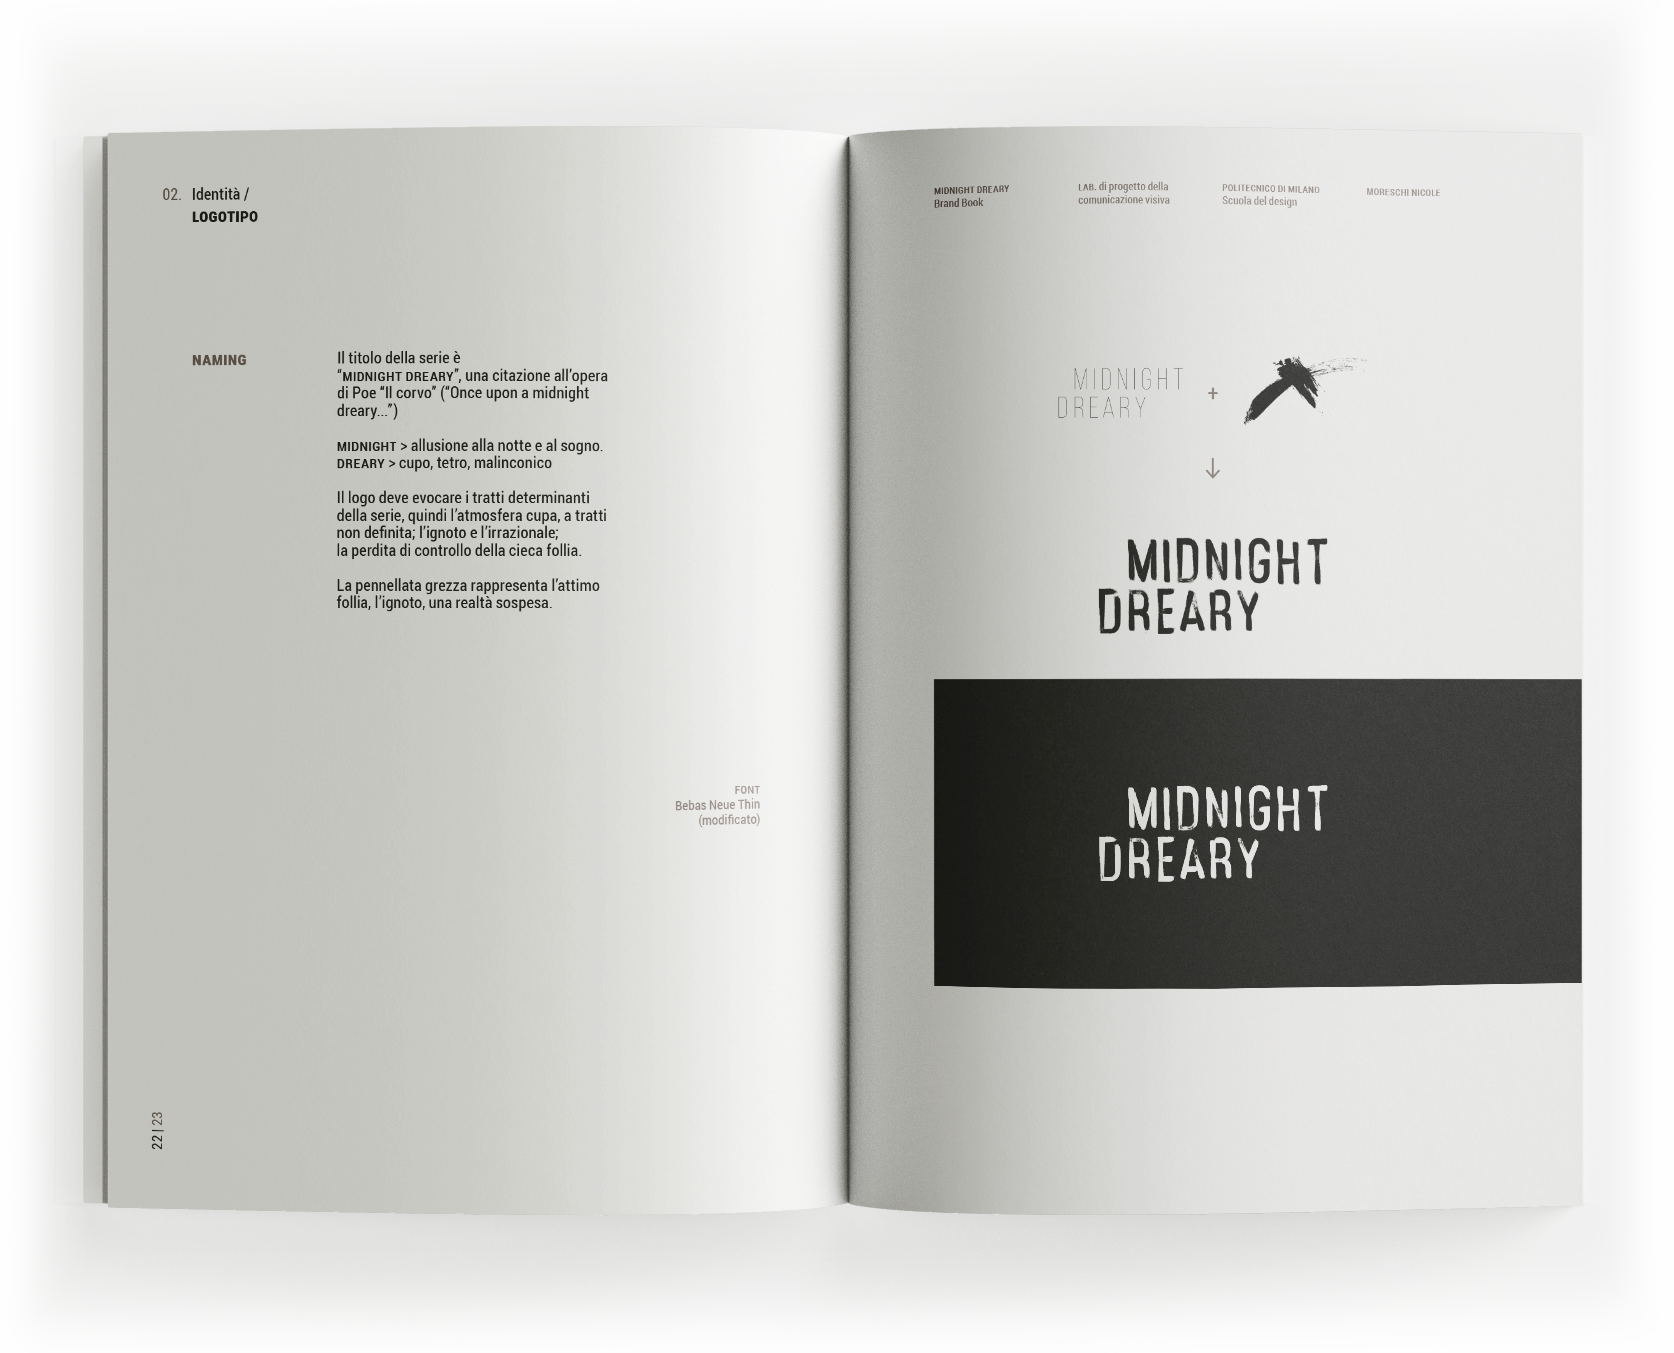 02. Identità /
LOGOTIPO
NAMING
Il titolo della serie è
“MIDNIGHT DREARY”, una citazione all’opera
di Poe “Il corvo” (“Once upon a midnight
dreary...”)
MIDNIGHT > allusione alla notte e al sogno.
DREARY > cupo, tetro, malinconico
Il logo deve evocare i tratti determinanti
della serie, quindi l’atmosfera cupa, a tratti
non definita; l’ignoto e l’irrazionale;
la perdita di controllo della cieca follia.
La pennellata grezza rappresenta l’attimo
follia, l’ignoto, una realtà sospesa.
FONT
Bebas Neue Thin
(modificato)
22 | 23
MIDNIGHT DREARY
Brand Book
LAB. di progetto della
comunicazione visiva
POLITECNICO DI MILANO
Scuola del design
MORESCHI NICOLE
MIDNIGHT
DREARY
+
MIDNIGHT
DREARY
MIDNIGHT
DREARY